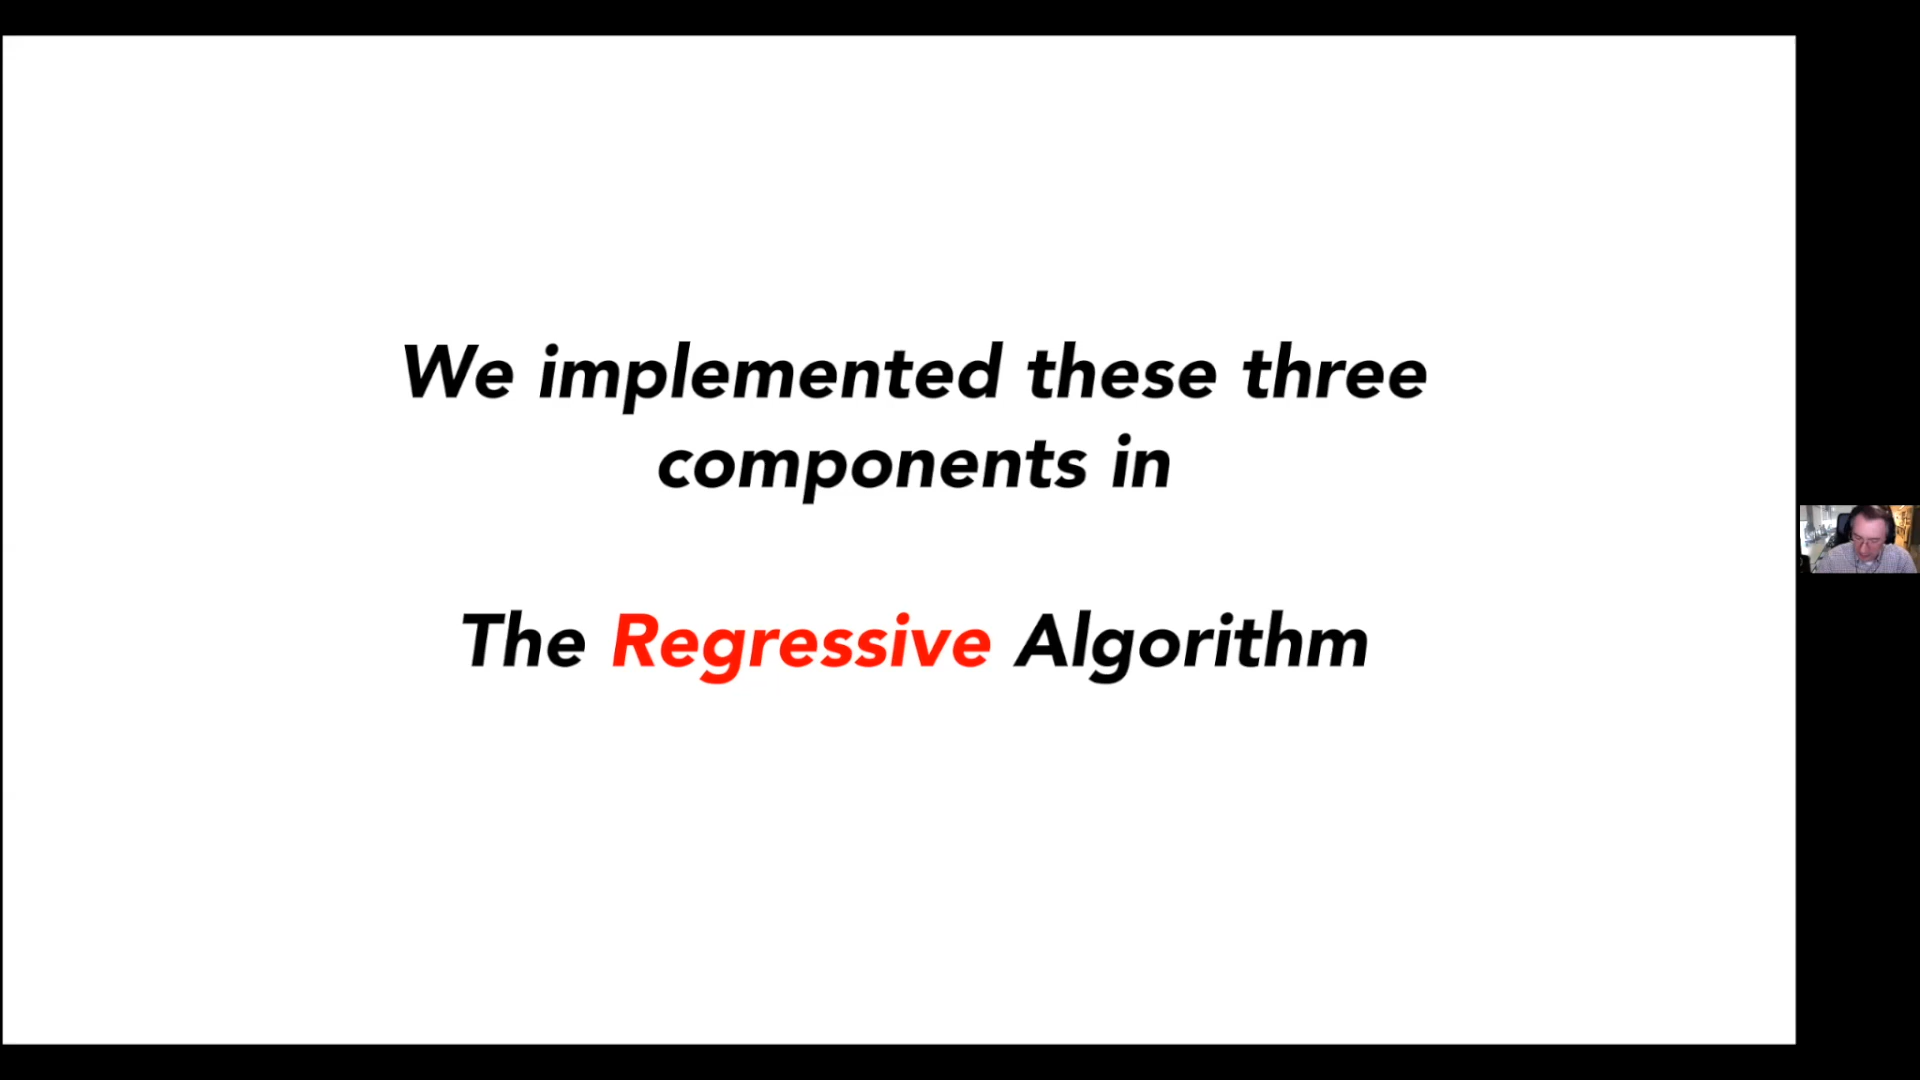 We implemented these three
components in
The Regressive Algorithm